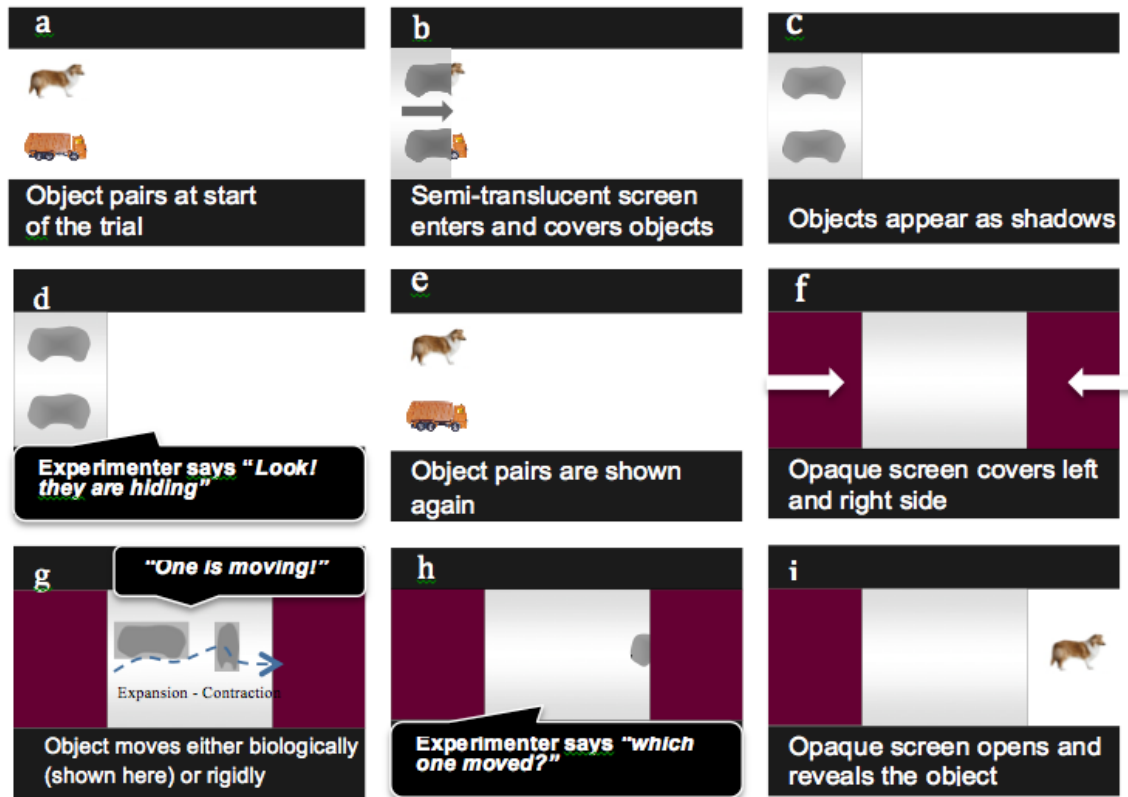 a
Object pairs at start
of the trial
b
Semi-translucent screen
enters and covers objects
c
Objects appear as shadows
d
Experimenter says “Look!
they are hiding”
e
Object pairs are shown
again
f
Opaque screen covers left
and right side
g
“One is moving!”
Expansion - Contraction
Object moves either biologically
(shown here) or rigidly
h
Experimenter says “which
one moved?”
i
Opaque screen opens and
reveals the object